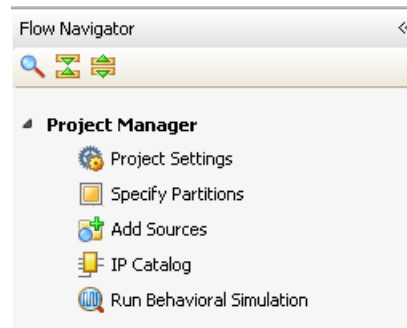 Flow Navigator
Project Manager
Project Settings
Specify Partitions
Add Sources
IP Catalog
Run Behavioral Simulation